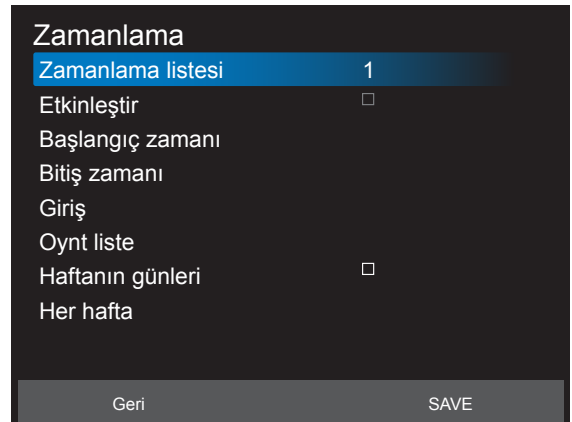 Zamanlama
Zamanlama listesi 1
Etkinleştir
Başlangıç zamanı
Bitiş zamanı
Giriş
Oynt liste
Haftanın günleri
Her hafta
Geri SAVE